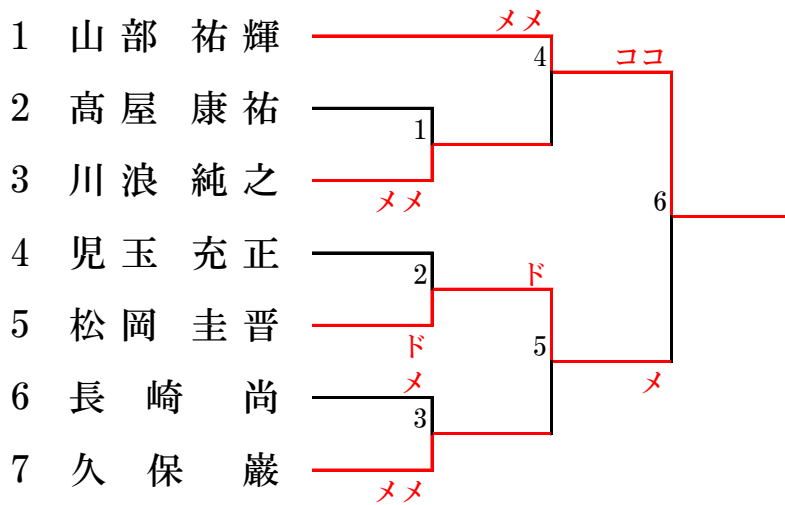 メメ
1 山部 祐輝
4
ココ
2 髙屋 康祐
1
3 川浪 純之
メメ
6
4 児玉 充正
2
ド
5 松岡 圭晋
ド
5
メ
メ
6 長崎 尚
3
7 久保 巌
メメ